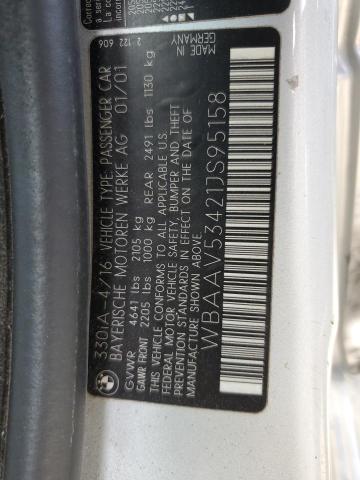 330iA-4/16 VEHICLE TYPE PASSENGER CAR
BAYERISCHE MOTOREN WERKE AG 01/01
GVWR 4641 lbs 2105 kg
GAWR FRONT 2205 lbs 1000 kg REAR 2491 lbs 1130 kg
THIS VEHICLE CONFORMS TO ALL APPLICABLE
U.S. FEDERAL MOTOR VEHICLE SAFETY, BUMPER AND THEFT
PREVENTION STANDARDS IN EFFECT ON THE DATE OF
MANUFACTURE SHOWN ABOVE.
WBAAV53421JS95158
2 122 606
MADE IN
GERMANY